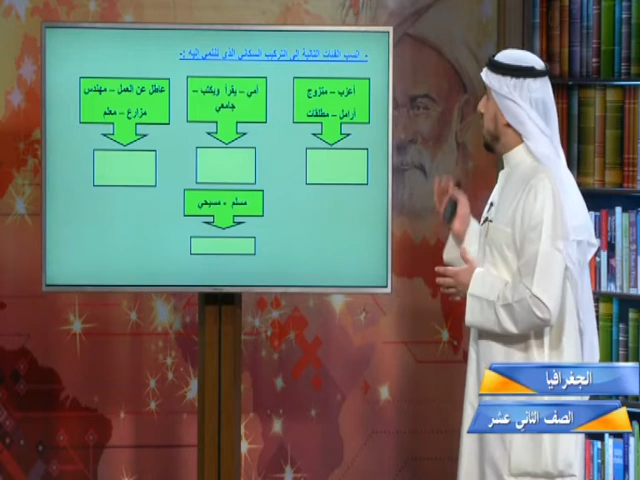 - انسب الفئات التالية الى التركيب السكاني الذي تنتمي إليه :-
أعزب – متزوج
أرامل – مطلقات
أمي – يقرأ ويكتب –
جامعي
عاطل عن العمل – مهندس
مزارع – معلم
مسلم - مسيحي
الجغرافيا
الصف الثاني عشر